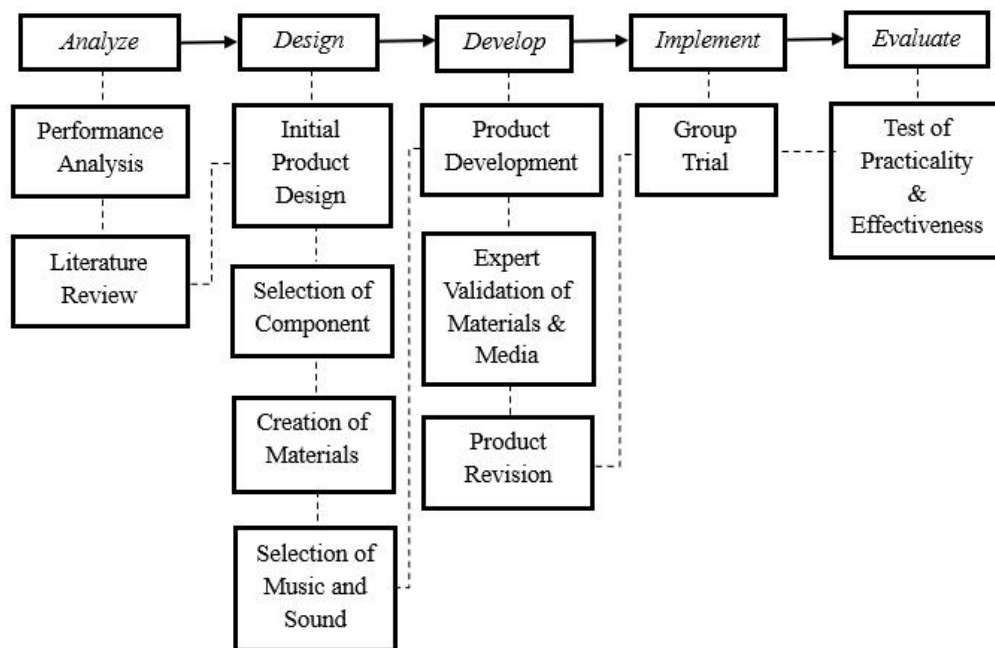 Analyze
Design
Develop
Implement
Evaluate
Performance
Analysis
Literature
Review
Initial
Product
Design
Selection of
Component
Creation of
Materials
Selection of
Music and
Sound
Product
Development
Expert
Validation of
Materials &
Media
Product
Revision
Group
Trial
Test of
Practicality
&
Effectiveness